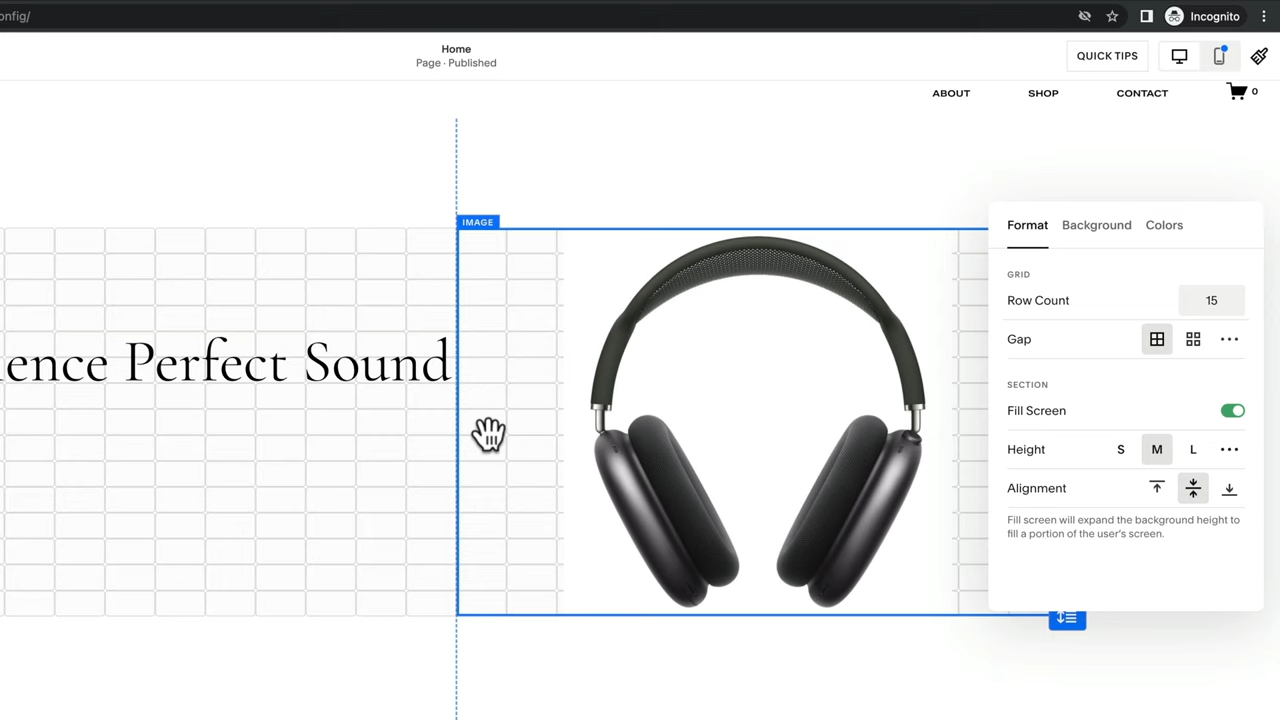 onfig/
Incognito
Home
Page · Published
QUICK TIPS
ABOUT
SHOP
CONTACT
0
IMAGE
ience Perfect Sound
Format
Background
Colors
GRID
Row Count
15
Gap
SECTION
Fill Screen
Height
S
M
L
Alignment
Fill screen will expand the background height to
fill a portion of the user's screen.